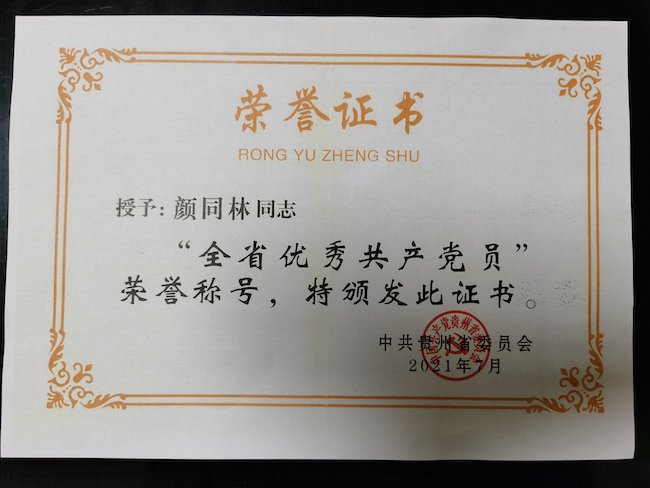 荣誉证书
RONG YU ZHENG SHU
授予：颜同林同志
“全省优秀共产党员”
荣誉称号，特颁发此证书。
中共贵州省委员会
2021年7月